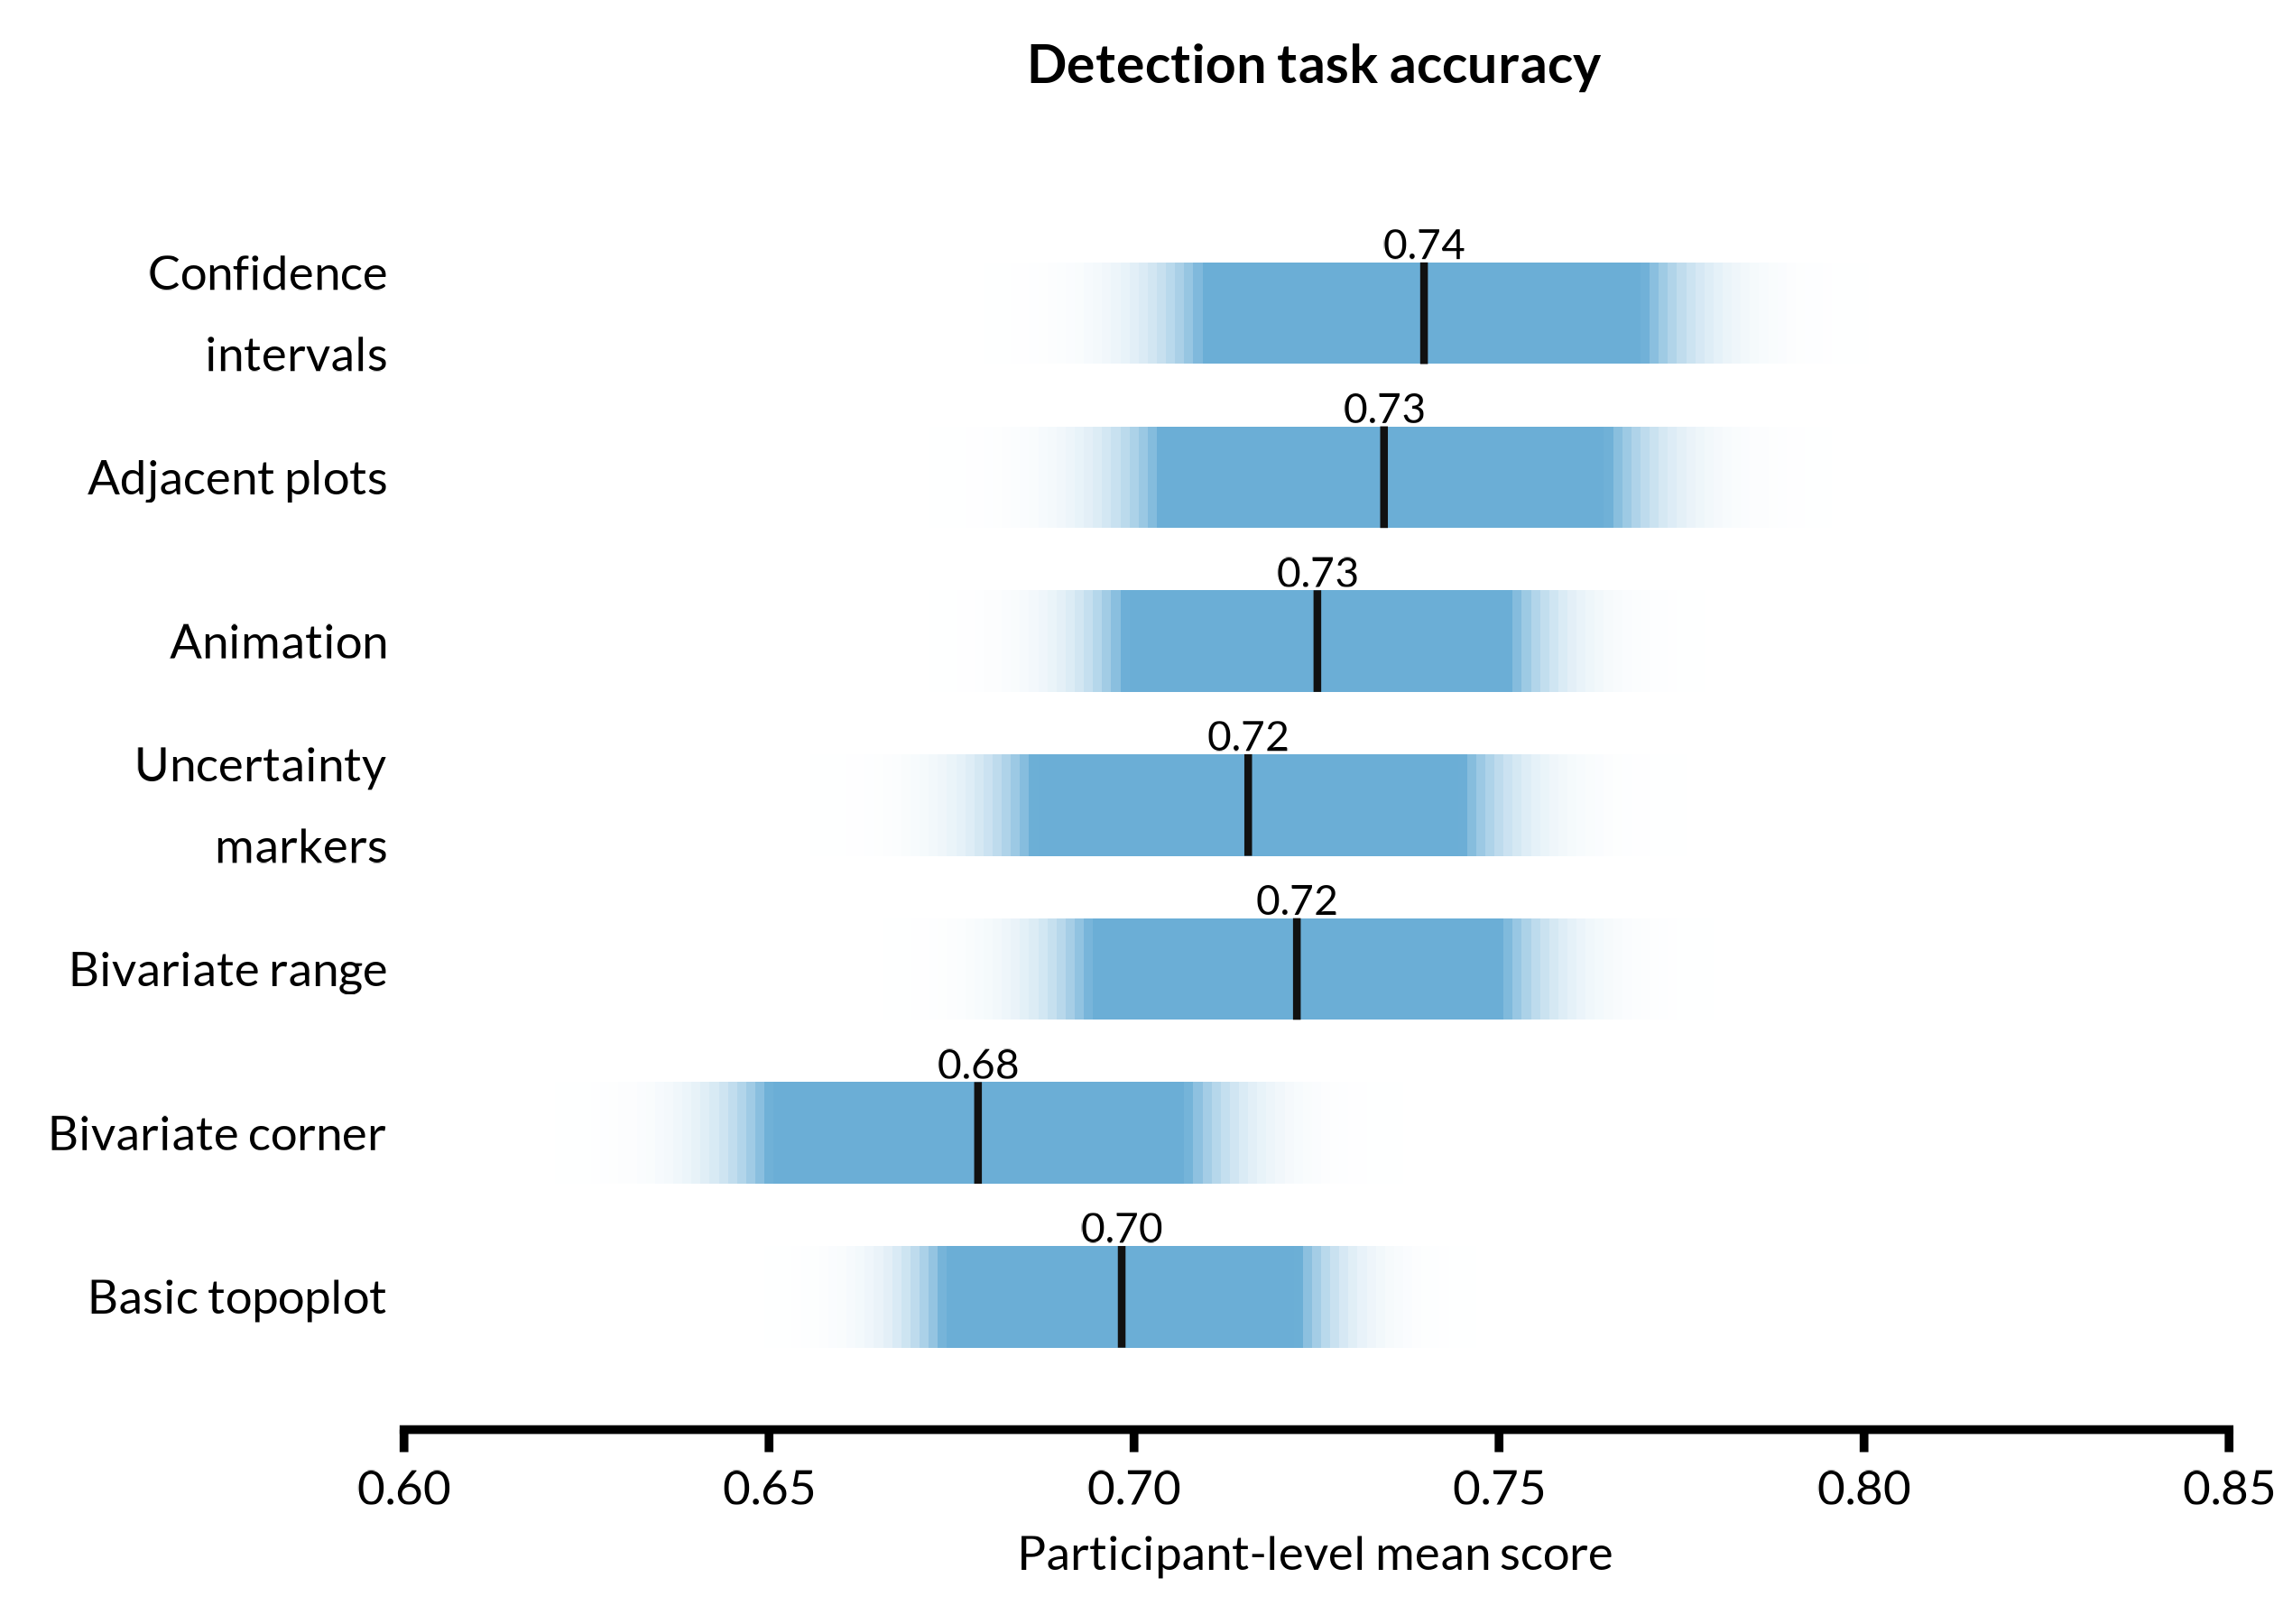 Detection task accuracy
0.74
Confidence
intervals
0.73
Adjacent plots
0.73
Animation
0.72
Uncertainty
markers
0.72
Bivariate range
0.68
Bivariate corner
0.70
Basic topoplot
0.60 0.65 0.70 0.75 0.80 0.85
Participant-level mean score